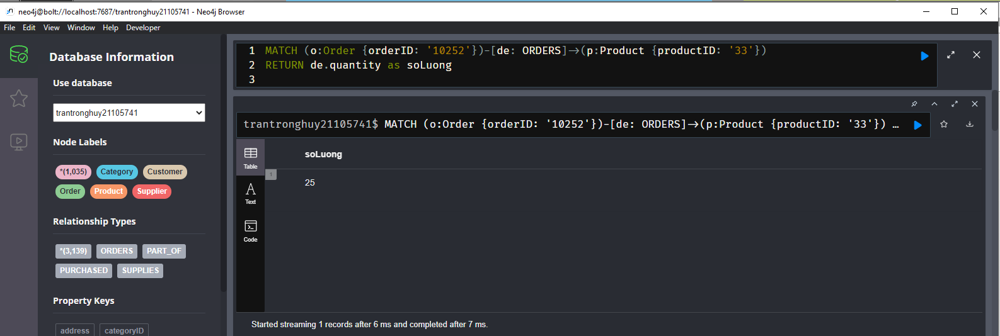 neo4j@bolt://localhost:7687/trantronghuy21105741 - Neo4j Browser
File Edit View Window Help Developer
Database Information
Use database
trantronghuy21105741
Node Labels
*(1,035) Category Customer
Order Product Supplier
Relationship Types
*(3,139) ORDERS PART_OF
PURCHASED SUPPLIES
Property Keys
address categoryID
1 MATCH (o:Order {orderID: '10252'})-[de: ORDERS]->(p:Product {productID: '33'})
2 RETURN de.quantity as soLuong
3
trantronghuy21105741$ MATCH (o:Order {orderID: '10252'})-[de: ORDERS]->(p:Product {productID: '33'}) …
Table
Text
Code
soLuong
1
25
Started streaming 1 records after 6 ms and completed after 7 ms.